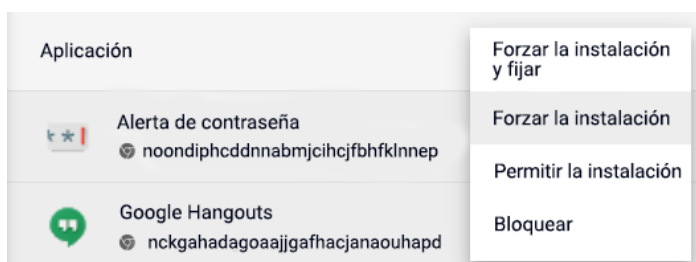 Aplicación
Forzar la instalación
y fijar
Alerta de contraseña
noondiphcddnnabmjcihcjfbhfklnnep
Forzar la instalación
Permitir la instalación
Google Hangouts
nckgahadagoaajjgafhacjanaouhapd
Bloquear